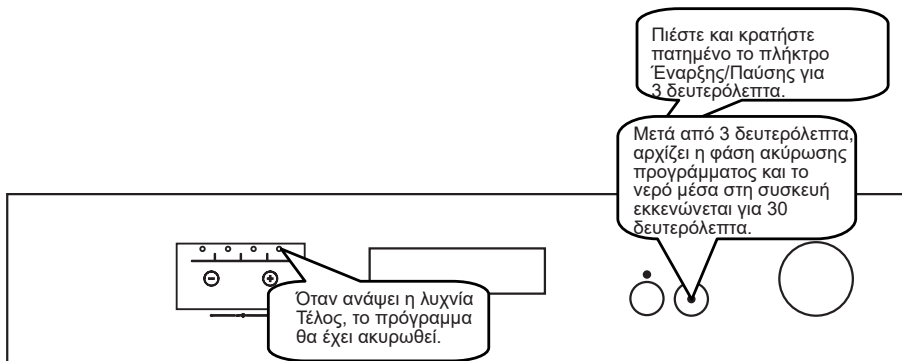 Πιέστε και κρατήστε
πατημένο το πλήκτρο
Έναρξης/Παύσης για
3 δευτερόλεπτα.
Μετά από 3 δευτερόλεπτα,
αρχίζει η φάση ακύρωσης
προγράμματος και το
νερό μέσα στη συσκευή
εκκενώνεται για 30
δευτερόλεπτα.
Όταν ανάψει η λυχνία
Τέλος, το πρόγραμμα
θα έχει ακυρωθεί.